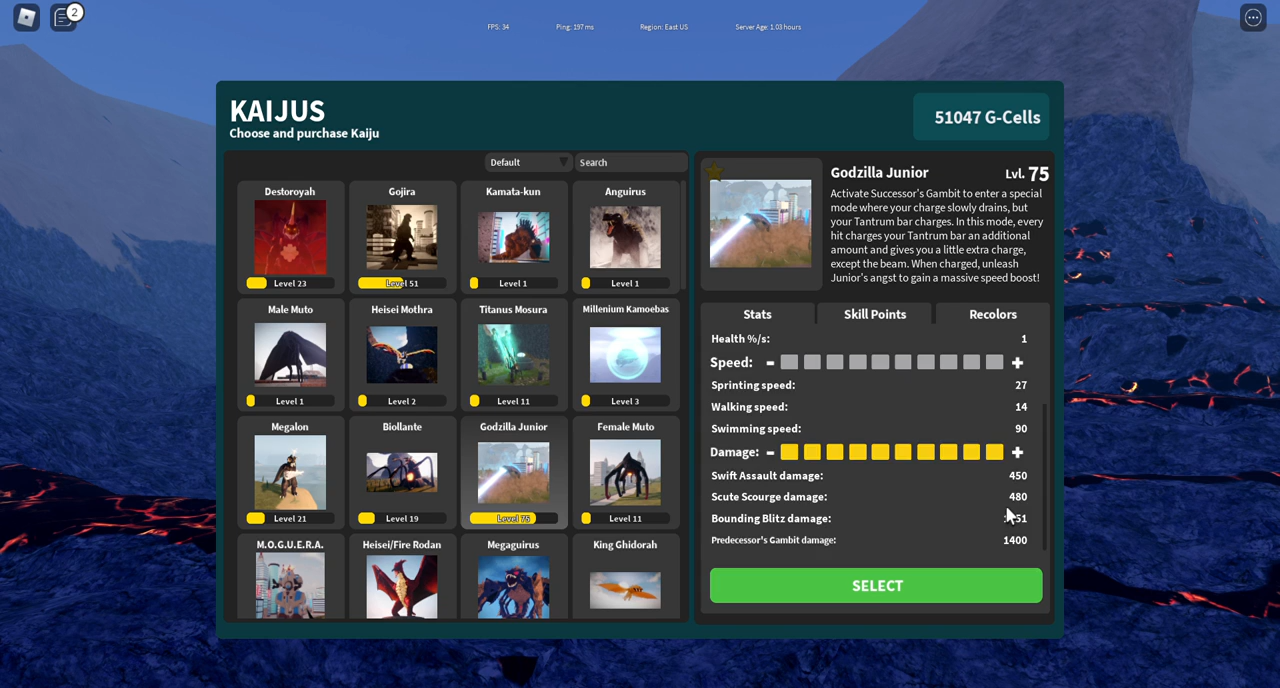 2
FPS: 34
Ping: 197 ms
Region: East US
Server Age: 1.03 hours
KAIJUS
Choose and purchase Kaiju
51047 G-Cells
Default
Search
Destoroyah
Gojira
Kamata-kun
Anguirus
Level 23
Level 51
Level 1
Level 1
Male Muto
Heisei Mothra
Titanus Mosura
Millenium Kamoebas
Level 1
Level 2
Level 11
Level 3
Megalon
Biollante
Godzilla Junior
Female Muto
Level 21
Level 19
Level 75
Level 11
M.O.G.U.E.R.A.
Heisei/Fire Rodan
Megaguirus
King Ghidorah
Godzilla Junior
Lvl. 75
Activate Successor's Gambit to enter a special
mode where your charge slowly drains, but
your Tantrum bar charges. In this mode, every
hit charges your Tantrum bar an additional
amount and gives you a little extra charge,
except the beam. When charged, unleash
Junior's angst to gain a massive speed boost!
Stats
Skill Points
Recolors
Health %/s: 1
Speed: - +
Sprinting speed: 27
Walking speed: 14
Swimming speed: 90
Damage: - +
Swift Assault damage: 450
Scute Scourge damage: 480
Bounding Blitz damage:
Predecessor's Gambit damage: 1400
SELECT